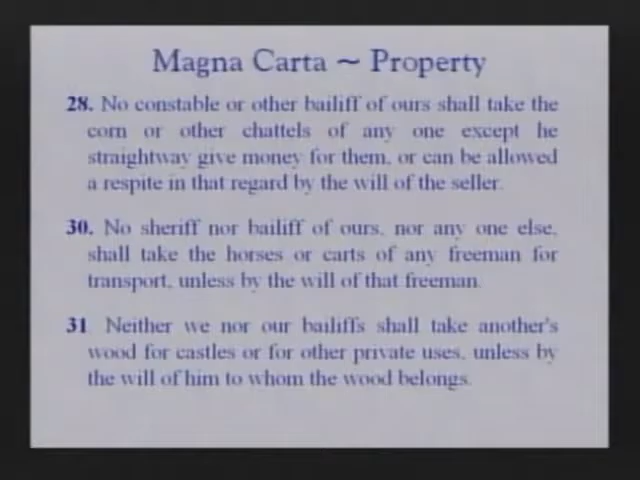 Magna Carta ~ Property
28. No constable or other bailiff of ours shall take the
corn or other chattels of any one except he
straightway give money for them, or can be allowed
a respite in that regard by the will of the seller.
30. No sheriff nor bailiff of ours, nor any one else,
shall take the horses or carts of any freeman for
transport, unless by the will of that freeman.
31. Neither we nor our bailiffs shall take another's
wood for castles or for other private uses, unless by
the will of him to whom the wood belongs.